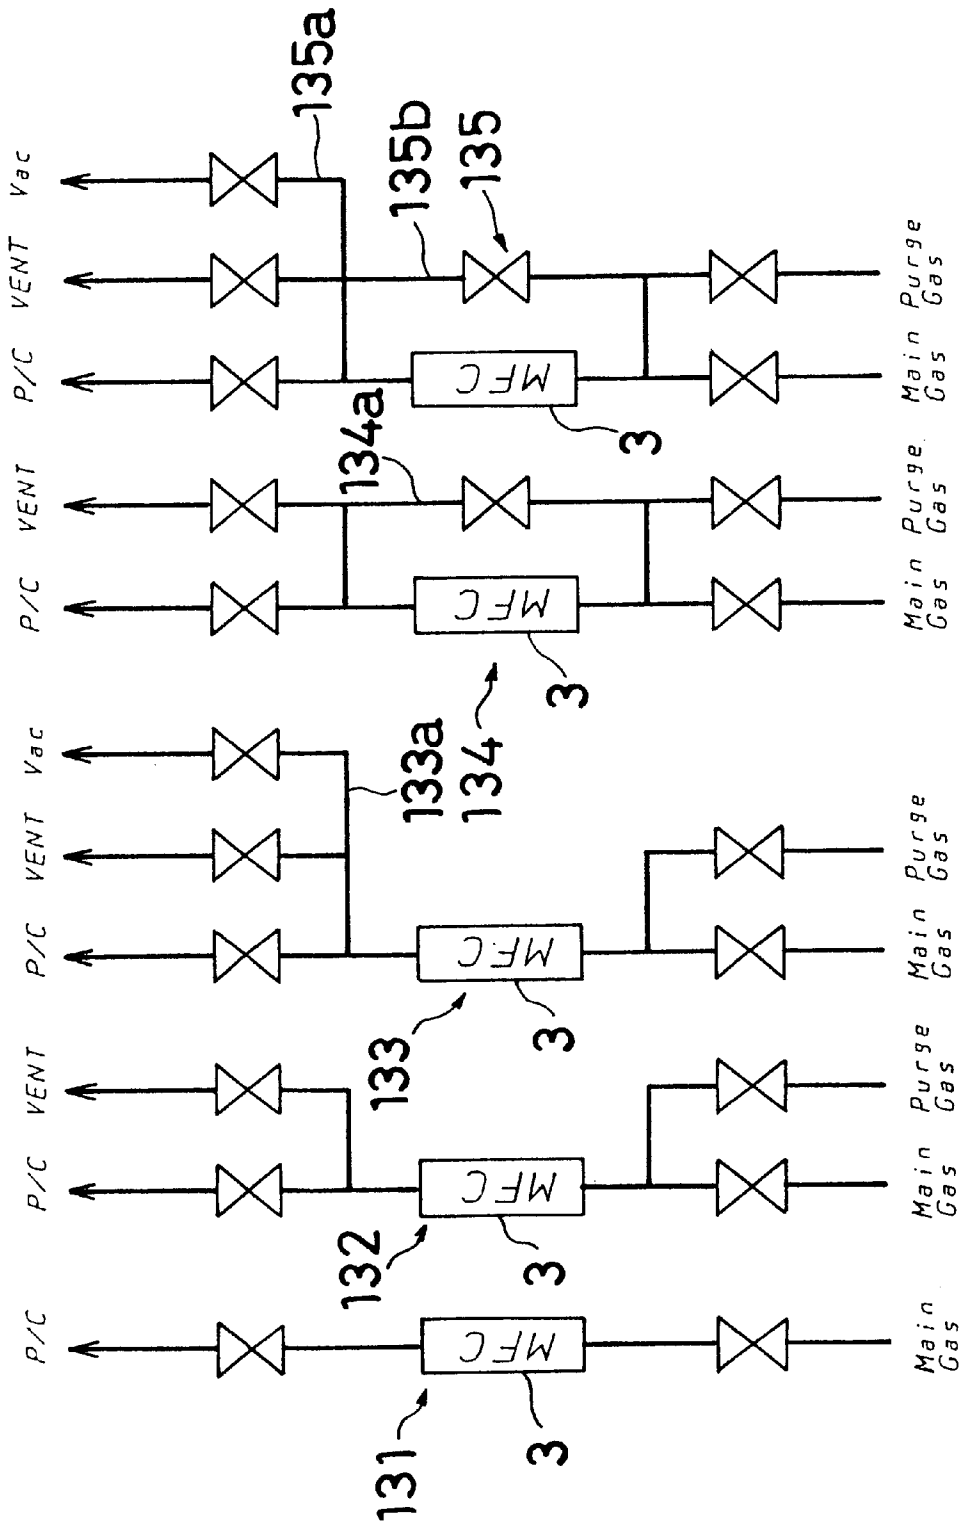 P/C
P/C VENT
P/C VENT Vac
P/C VENT
P/C VENT Vac
135a
132
133
134a
135b
131
133a
134
135
MFC
MFC
MFC
MFC
MFC
3
3
3
3
3
Main
Gas
Main Purge
Gas Gas
Main Purge
Gas Gas
Main Purge
Gas Gas
Main Purge
Gas Gas